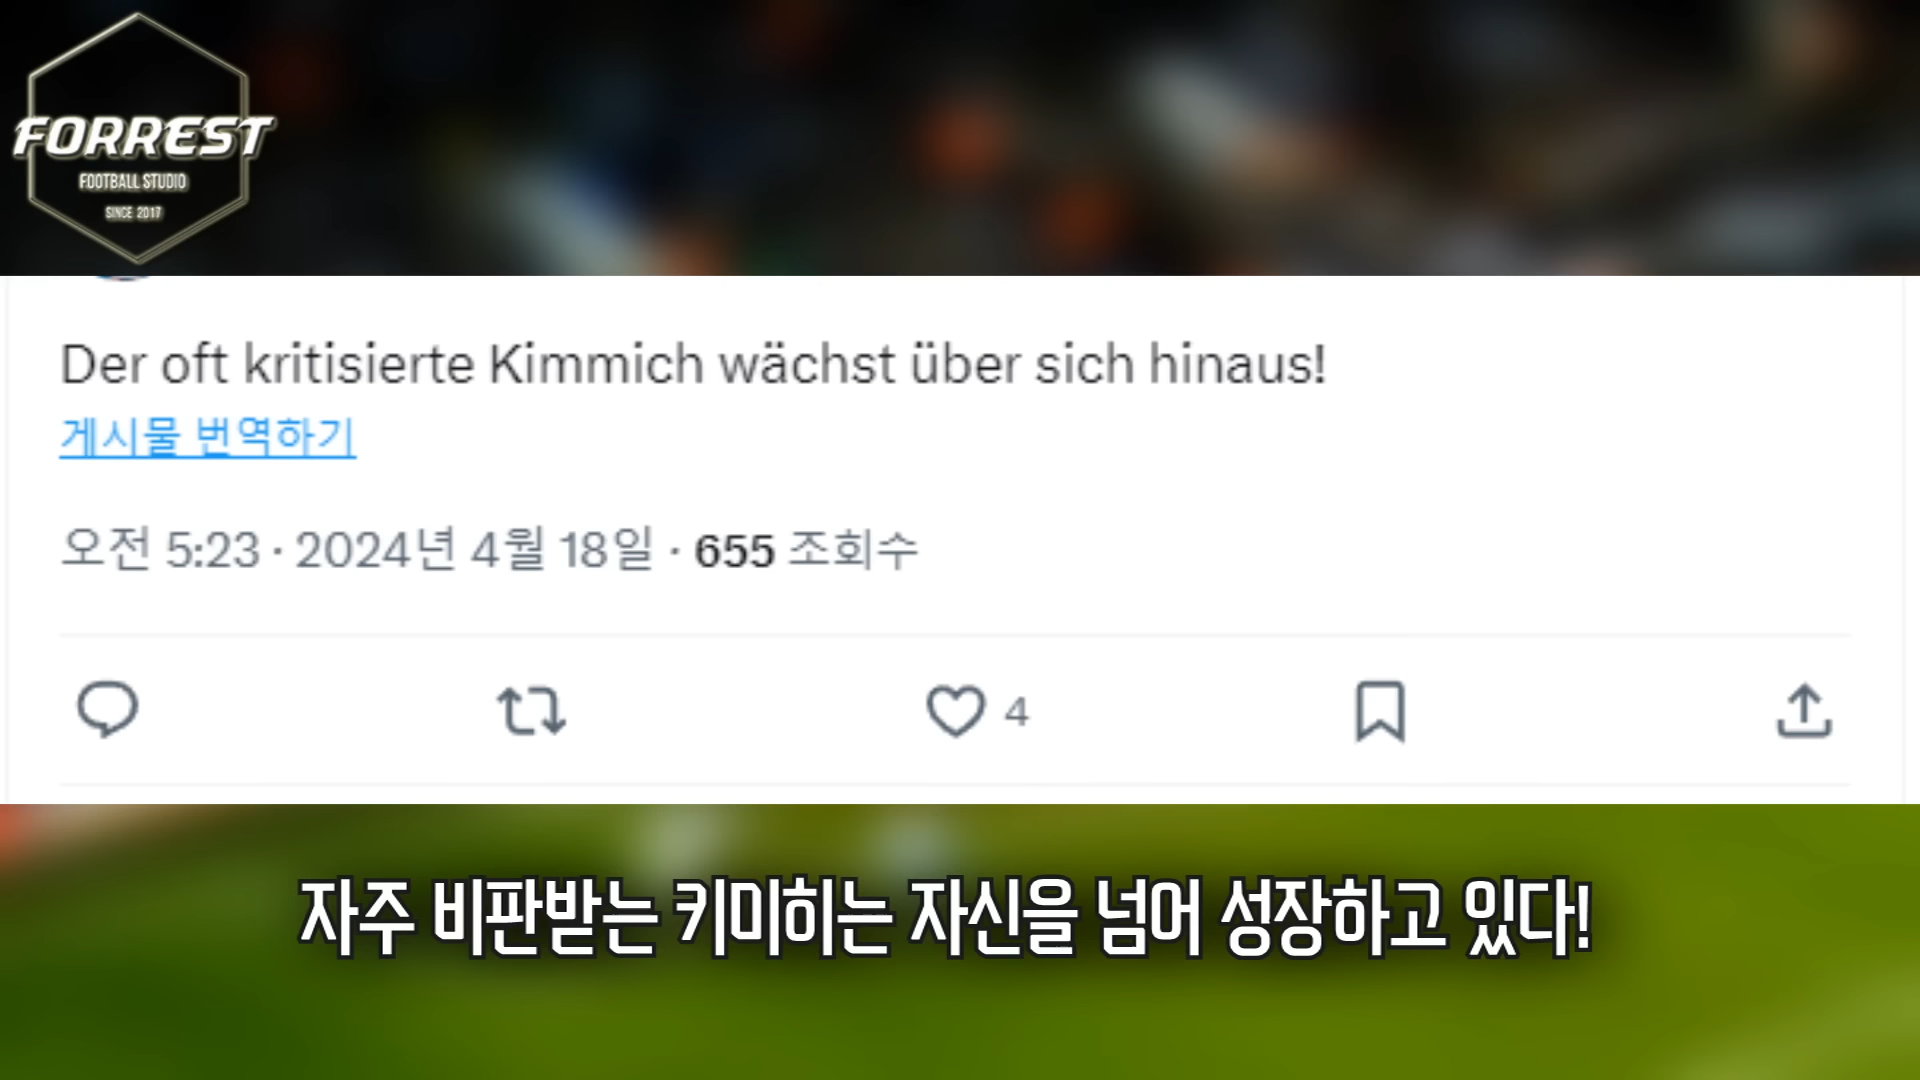 FORREST
FOOTBALL STUDIO
SINCE 2017
Der oft kritisierte Kimmich wächst über sich hinaus!
게시물 번역하기
오전 5:23 · 2024년 4월 18일 · 655 조회수
4
자주 비판받는 키미히는 자신을 넘어 성장하고 있다!